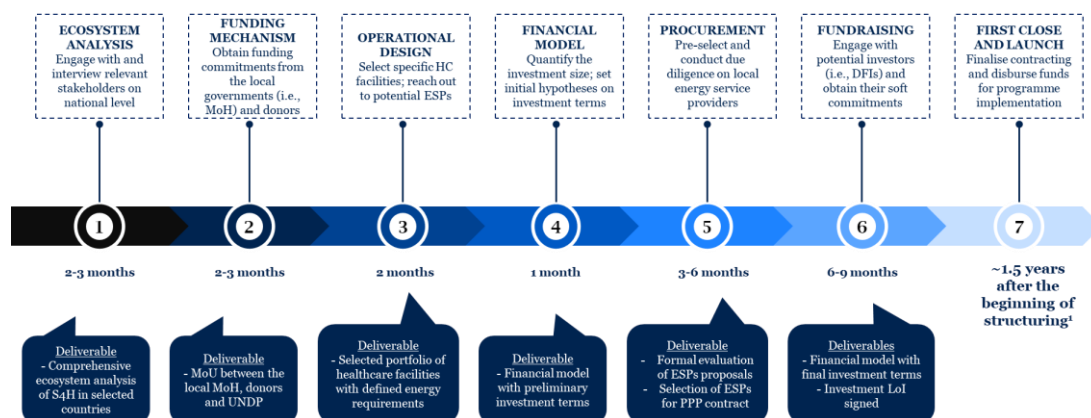 ECOSYSTEM
ANALYSIS
Engage with and
interview relevant
stakeholders on
national level
FUNDING
MECHANISM
Obtain funding
commitments from
the local
governments (i.e.,
MoH) and donors
OPERATIONAL
DESIGN
Select specific HC
facilities; reach out
to potential ESPs
FINANCIAL
MODEL
Quantify the
investment size; set
initial hypotheses on
investment terms
PROCUREMENT
Pre-select and
conduct due
diligence on local
energy service
providers
FUNDRAISING
Engage with
potential investors
(i.e., DFIs) and
obtain their soft
commitments
FIRST CLOSE
AND LAUNCH
Finalise contracting
and disburse funds
for programme
implementation
1
2
3
4
5
6
7
2-3 months
2-3 months
2 months
1 month
3-6 months
6-9 months
~1.5 years
after the
beginning of
structuring¹
Deliverable
- Comprehensive
ecosystem analysis
of S4H in selected
countries
Deliverable
- MoU between the
local MoH, donors
and UNDP
Deliverable
- Selected portfolio of
healthcare facilities
with defined energy
requirements
Deliverable
- Financial model
with preliminary
investment terms
Deliverable
- Formal evaluation
of ESPs proposals
- Selection of ESPs
for PPP contract
Deliverables
- Financial model with
final investment terms
- Investment LoI
signed